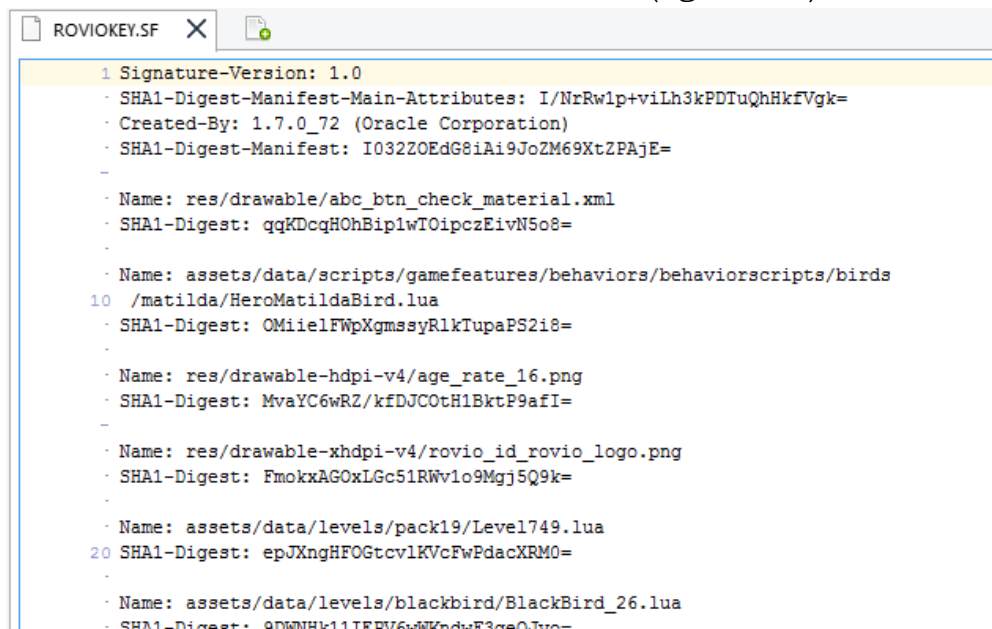 ROVIOKEY.SF
1 Signature-Version: 1.0
SHA1-Digest-Manifest-Main-Attributes: I/NrRw1p+viLh3kPDTuQhHkfVgk=
Created-By: 1.7.0_72 (Oracle Corporation)
SHA1-Digest-Manifest: I032ZOEdG8iAi9JoZM69XtZPAjE=
Name: res/drawable/abc_btn_check_material.xml
SHA1-Digest: qqKDcqHOhBip1wTOipczEivN5o8=
Name: assets/data/scripts/gamefeatures/behaviors/behaviorscripts/birds
10 /matilda/HeroMatildaBird.lua
SHA1-Digest: OMiielFWpXgmssyRlkTupaPS2i8=
Name: res/drawable-hdpi-v4/age_rate_16.png
SHA1-Digest: MvaYC6wRZ/kfDJCOtH1BktP9afI=
Name: res/drawable-xhdpi-v4/rovio_id_rovio_logo.png
SHA1-Digest: FmokxAGOxLGc51RWv1o9Mgj5Q9k=
Name: assets/data/levels/pack19/Level749.lua
20 SHA1-Digest: epJXngHFOGtcvlKVcFwPdacXRM0=
Name: assets/data/levels/blackbird/BlackBird_26.lua
SHA1-Digest: